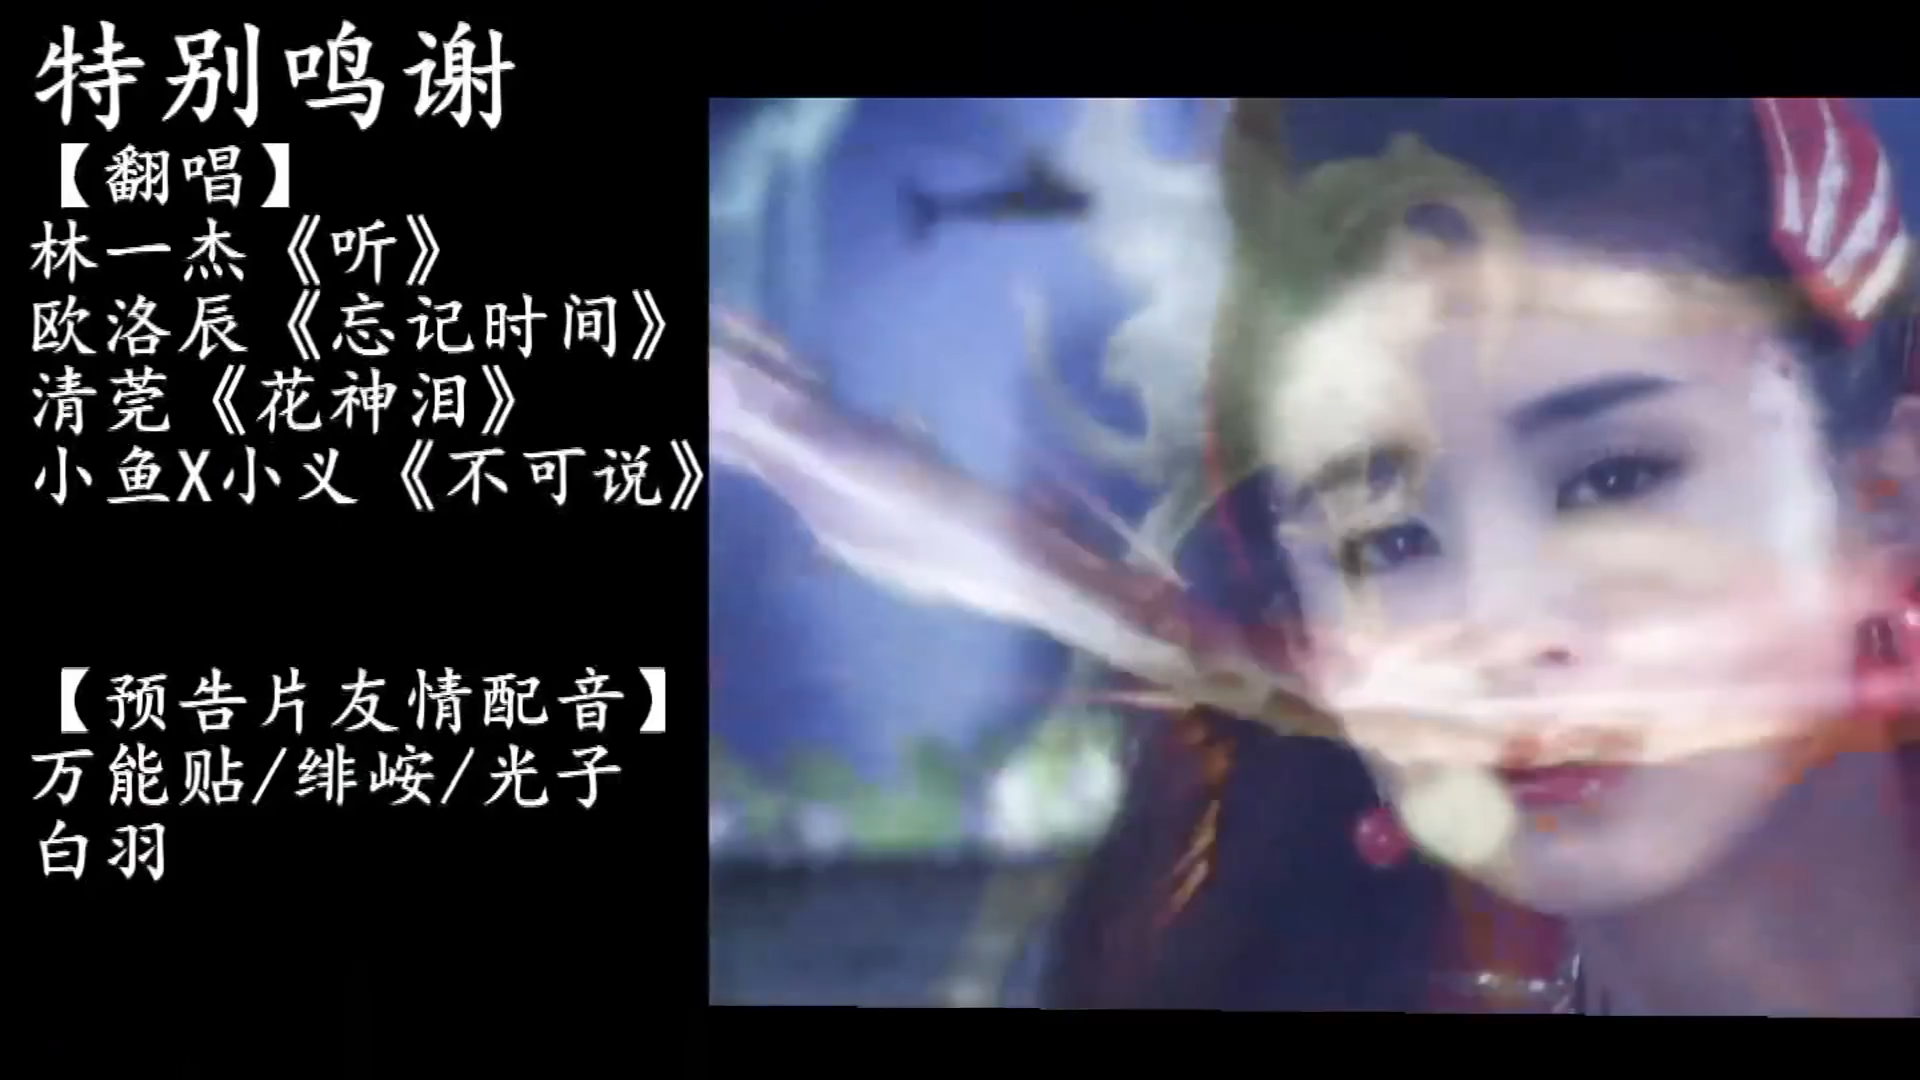 特别鸣谢
【翻唱】
林一杰《听》
欧洛辰《忘记时间》
清莞《花神泪》
小鱼X小义《不可说》
【预告片友情配音】
万能贴/绯峖/光子
白羽